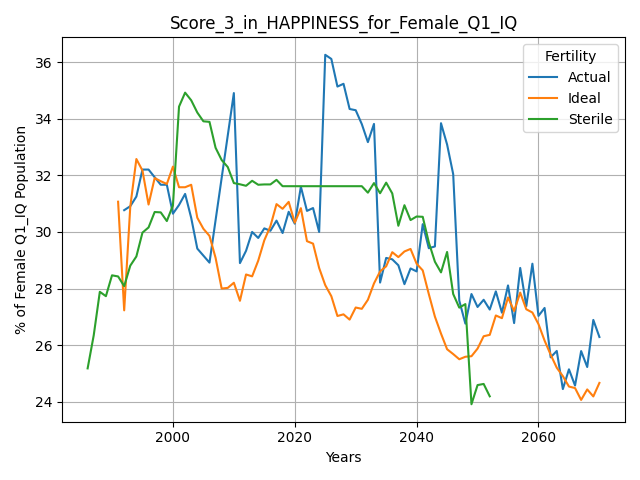 Score_3_in_HAPPINESS_for_Female_Q1_IQ
% of Female Q1_IQ Population
36
34
32
30
28
26
24
Fertility
Actual
Ideal
Sterile
2000 2020 2040 2060
Years